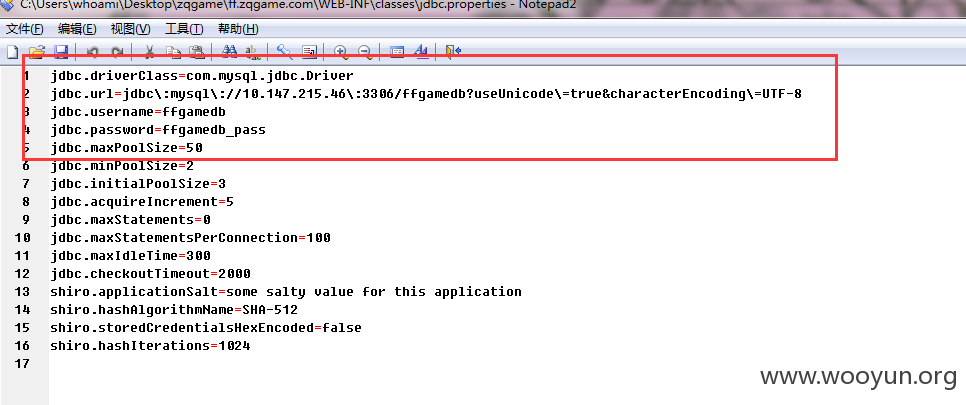 C:\Users\whoami\Desktop\zqgame\ff.zqgame.com\WEB-INF\classes\jdbc.properties - Notepad2
文件(F) 编辑(E) 查看(V) 工具(T) 帮助(H)
1 jdbc.driverClass=com.mysql.jdbc.Driver
2 jdbc.url=jdbc\:mysql\://10.147.215.46\:3306/ffgamedb?useUnicode\=true&characterEncoding\=UTF-8
3 jdbc.username=ffgamedb
4 jdbc.password=ffgamedb_pass
5 jdbc.maxPoolSize=50
6 jdbc.minPoolSize=2
7 jdbc.initialPoolSize=3
8 jdbc.acquireIncrement=5
9 jdbc.maxStatements=0
10 jdbc.maxStatementsPerConnection=100
11 jdbc.maxIdleTime=300
12 jdbc.checkoutTimeout=2000
13 shiro.applicationSalt=some salty value for this application
14 shiro.hashAlgorithmName=SHA-512
15 shiro.storedCredentialsHexEncoded=false
16 shiro.hashIterations=1024
17
www.wooyun.org